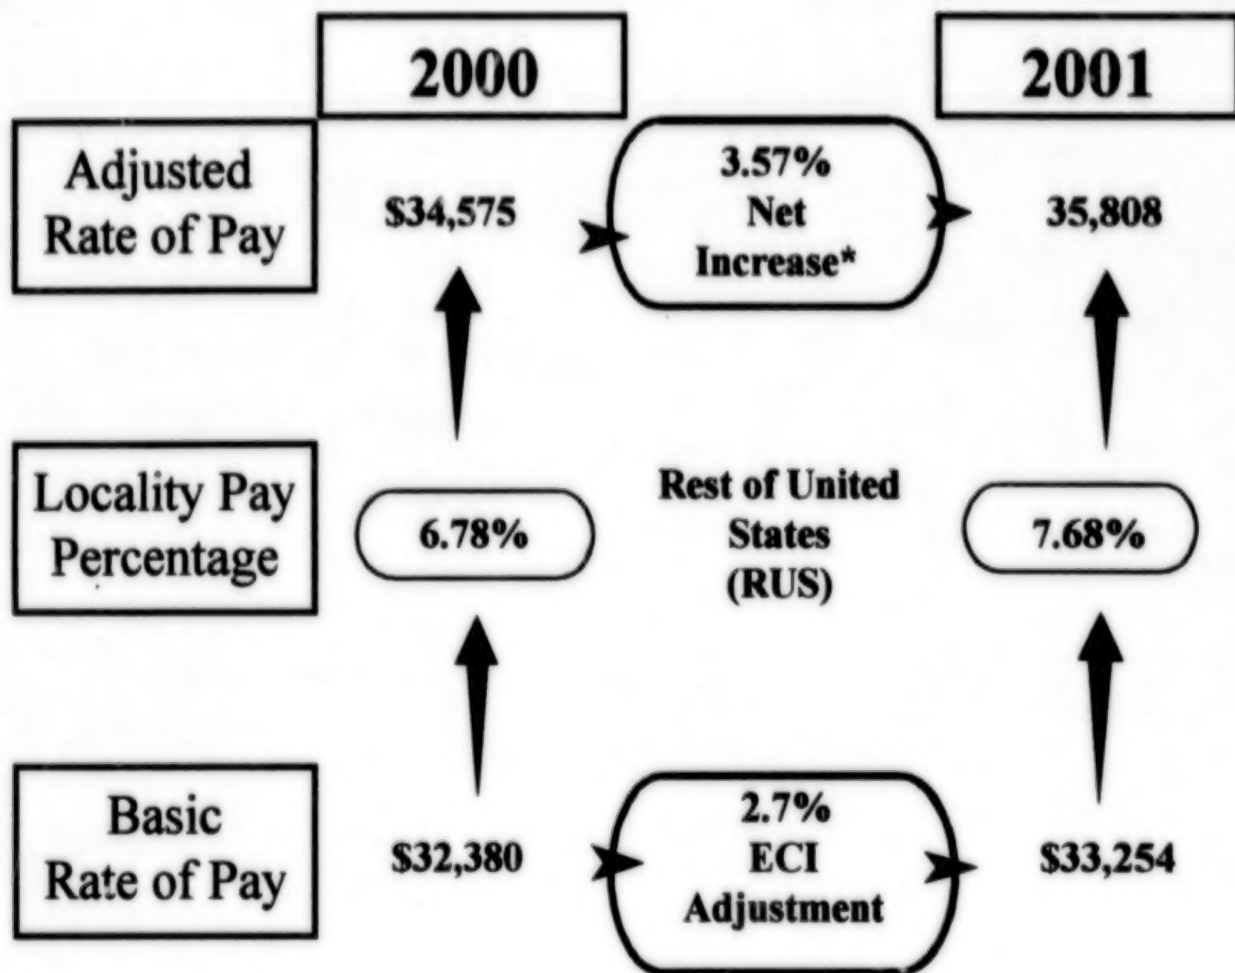 2000
2001
Adjusted
Rate of Pay
$34,575
3.57%
Net
Increase*
35,808
Locality Pay
Percentage
6.78%
Rest of United
States
(RUS)
7.68%
Basic
Rate of Pay
$32,380
2.7%
ECI
Adjustment
$33,254